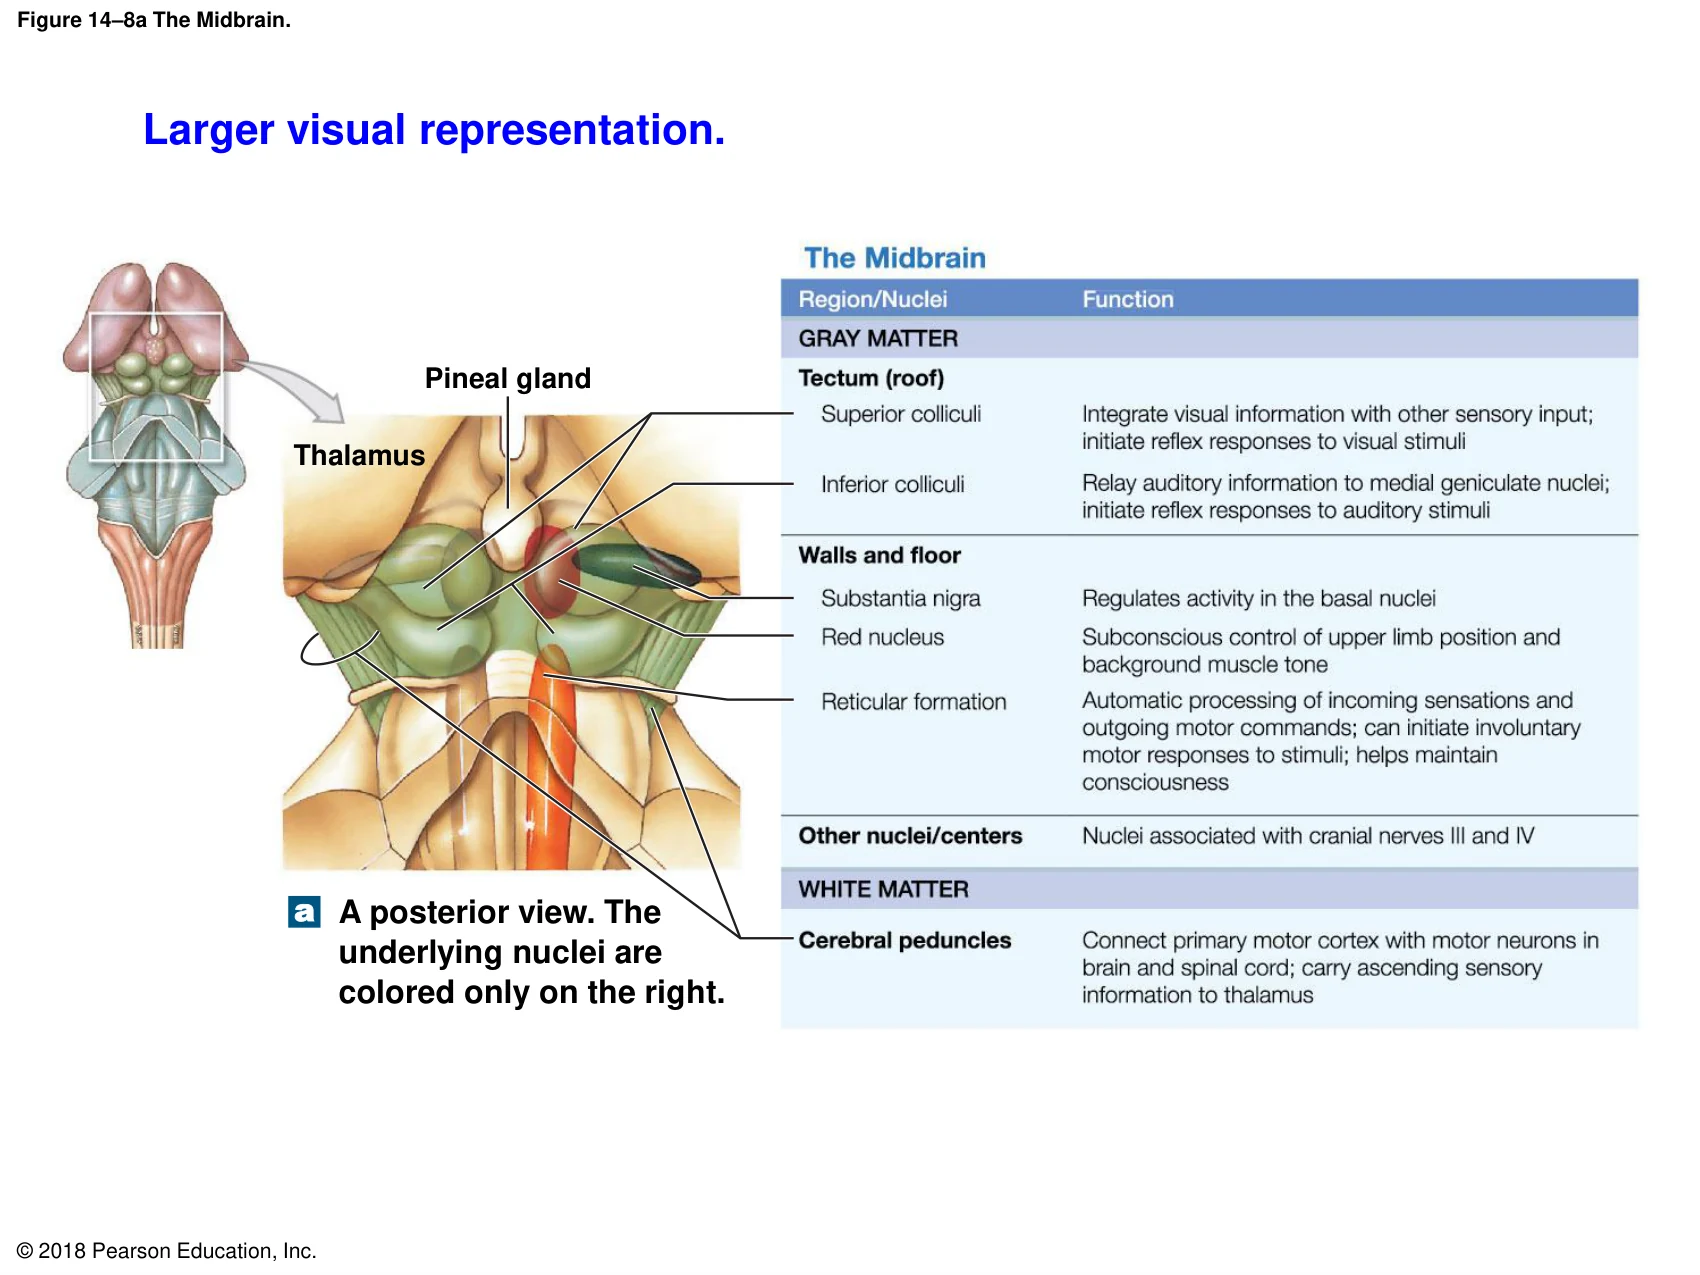 Figure 14–8a The Midbrain.
Larger visual representation.
Pineal gland
Thalamus
a A posterior view. The
underlying nuclei are
colored only on the right.
The Midbrain
Region/Nuclei Function
GRAY MATTER
Tectum (roof)
Superior colliculi Integrate visual information with other sensory input;
initiate reflex responses to visual stimuli
Inferior colliculi Relay auditory information to medial geniculate nuclei;
initiate reflex responses to auditory stimuli
Walls and floor
Substantia nigra Regulates activity in the basal nuclei
Red nucleus Subconscious control of upper limb position and
background muscle tone
Reticular formation Automatic processing of incoming sensations and
outgoing motor commands; can initiate involuntary
motor responses to stimuli; helps maintain
consciousness
Other nuclei/centers Nuclei associated with cranial nerves III and IV
WHITE MATTER
Cerebral peduncles Connect primary motor cortex with motor neurons in
brain and spinal cord; carry ascending sensory
information to thalamus
© 2018 Pearson Education, Inc.